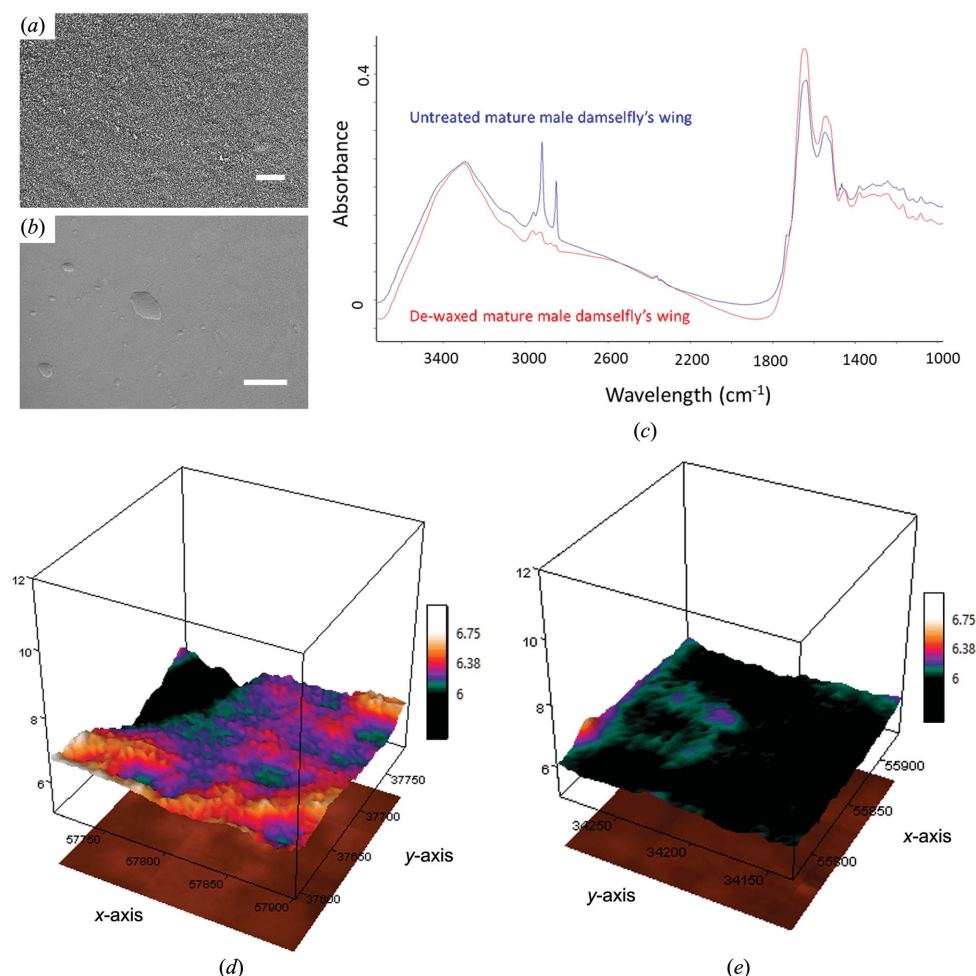 (a)
(b)
0.4
0
Absorbance
Untreated mature male damselfly's wing
De-waxed mature male damselfly's wing
3400 3000 2600 2200 1800 1400 1000
Wavelength (cm⁻¹)
(c)
12
10
8
6
6.75
6.38
6
57750
57800
57850
57900
x-axis
37750
37700
37650
37600
y-axis
(d)
12
10
8
6
6.75
6.38
6
34250
34200
34150
y-axis
55900
55850
55800
x-axis
(e)